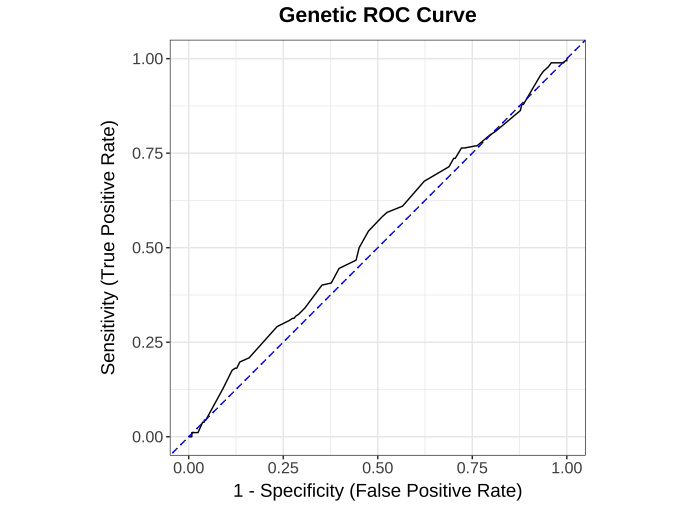 Genetic ROC Curve
1.00
0.75
0.50
0.25
0.00
Sensitivity (True Positive Rate)
0.00 0.25 0.50 0.75 1.00
1 - Specificity (False Positive Rate)